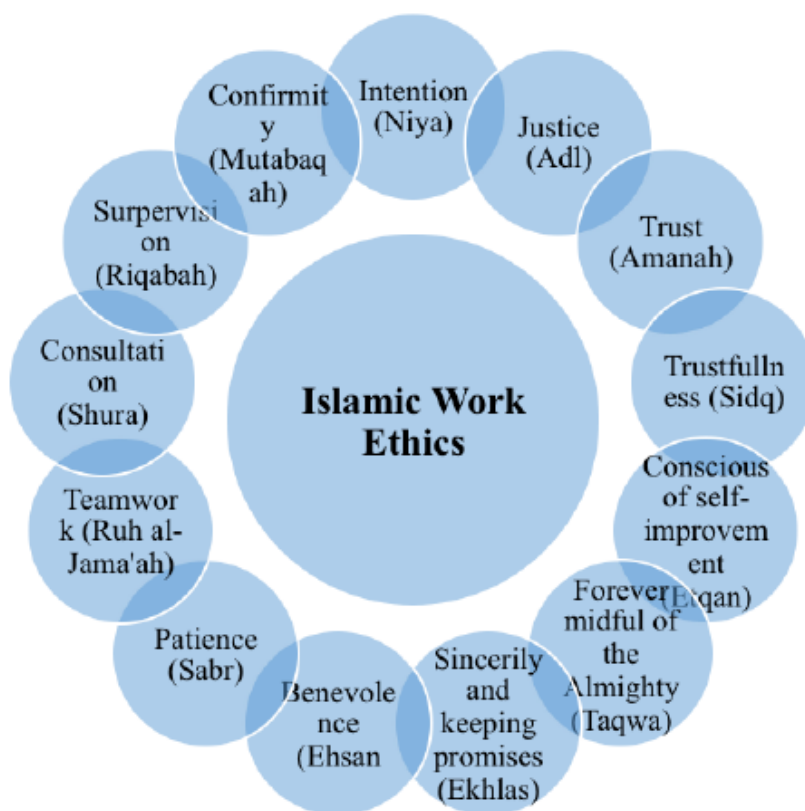 Intention
(Niya)
Justice
(Adl)
Trust
(Amanah)
Trustfulln
ess (Sidq)
Conscious
of self-
improvem
ent
(Etqan)
Forever
midful of
the
Almighty
(Taqwa)
Sincerily
and
keeping
promises
(Ekhlas)
Benevole
nce
(Ehsan
Patience
(Sabr)
Teamwor
k (Ruh al-
Jama'ah)
Consultati
on
(Shura)
Surpervisi
on
(Riqabah)
Confirmit
y
(Mutabaq
ah)
Islamic Work
Ethics